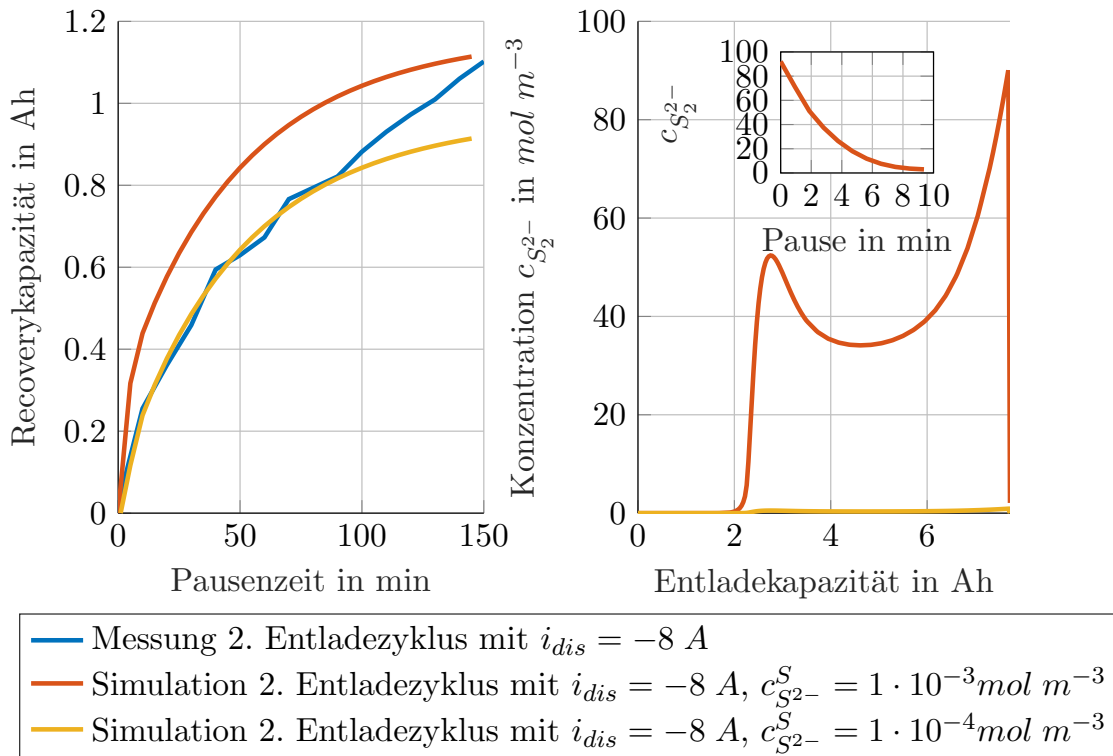 Recoverykapazität in Ah
1.2
1
0.8
0.6
0.4
0.2
0
0
50
100
150
Pausenzeit in min
Konzentration $c_{S_2^{2-}}$ in $mol\ m^{-3}$
100
80
60
40
20
0
0
2
4
6
Entladekapazität in Ah
$c_{S_2^{2-}}$
100
80
60
40
20
0
0 2 4 6 8 10
Pause in min
Messung 2. Entladezyklus mit $i_{dis} = -8\ A$
Simulation 2. Entladezyklus mit $i_{dis} = -8\ A$, $c_{S^{2-}}^{S} = 1 \cdot 10^{-3} mol\ m^{-3}$
Simulation 2. Entladezyklus mit $i_{dis} = -8\ A$, $c_{S^{2-}}^{S} = 1 \cdot 10^{-4} mol\ m^{-3}$